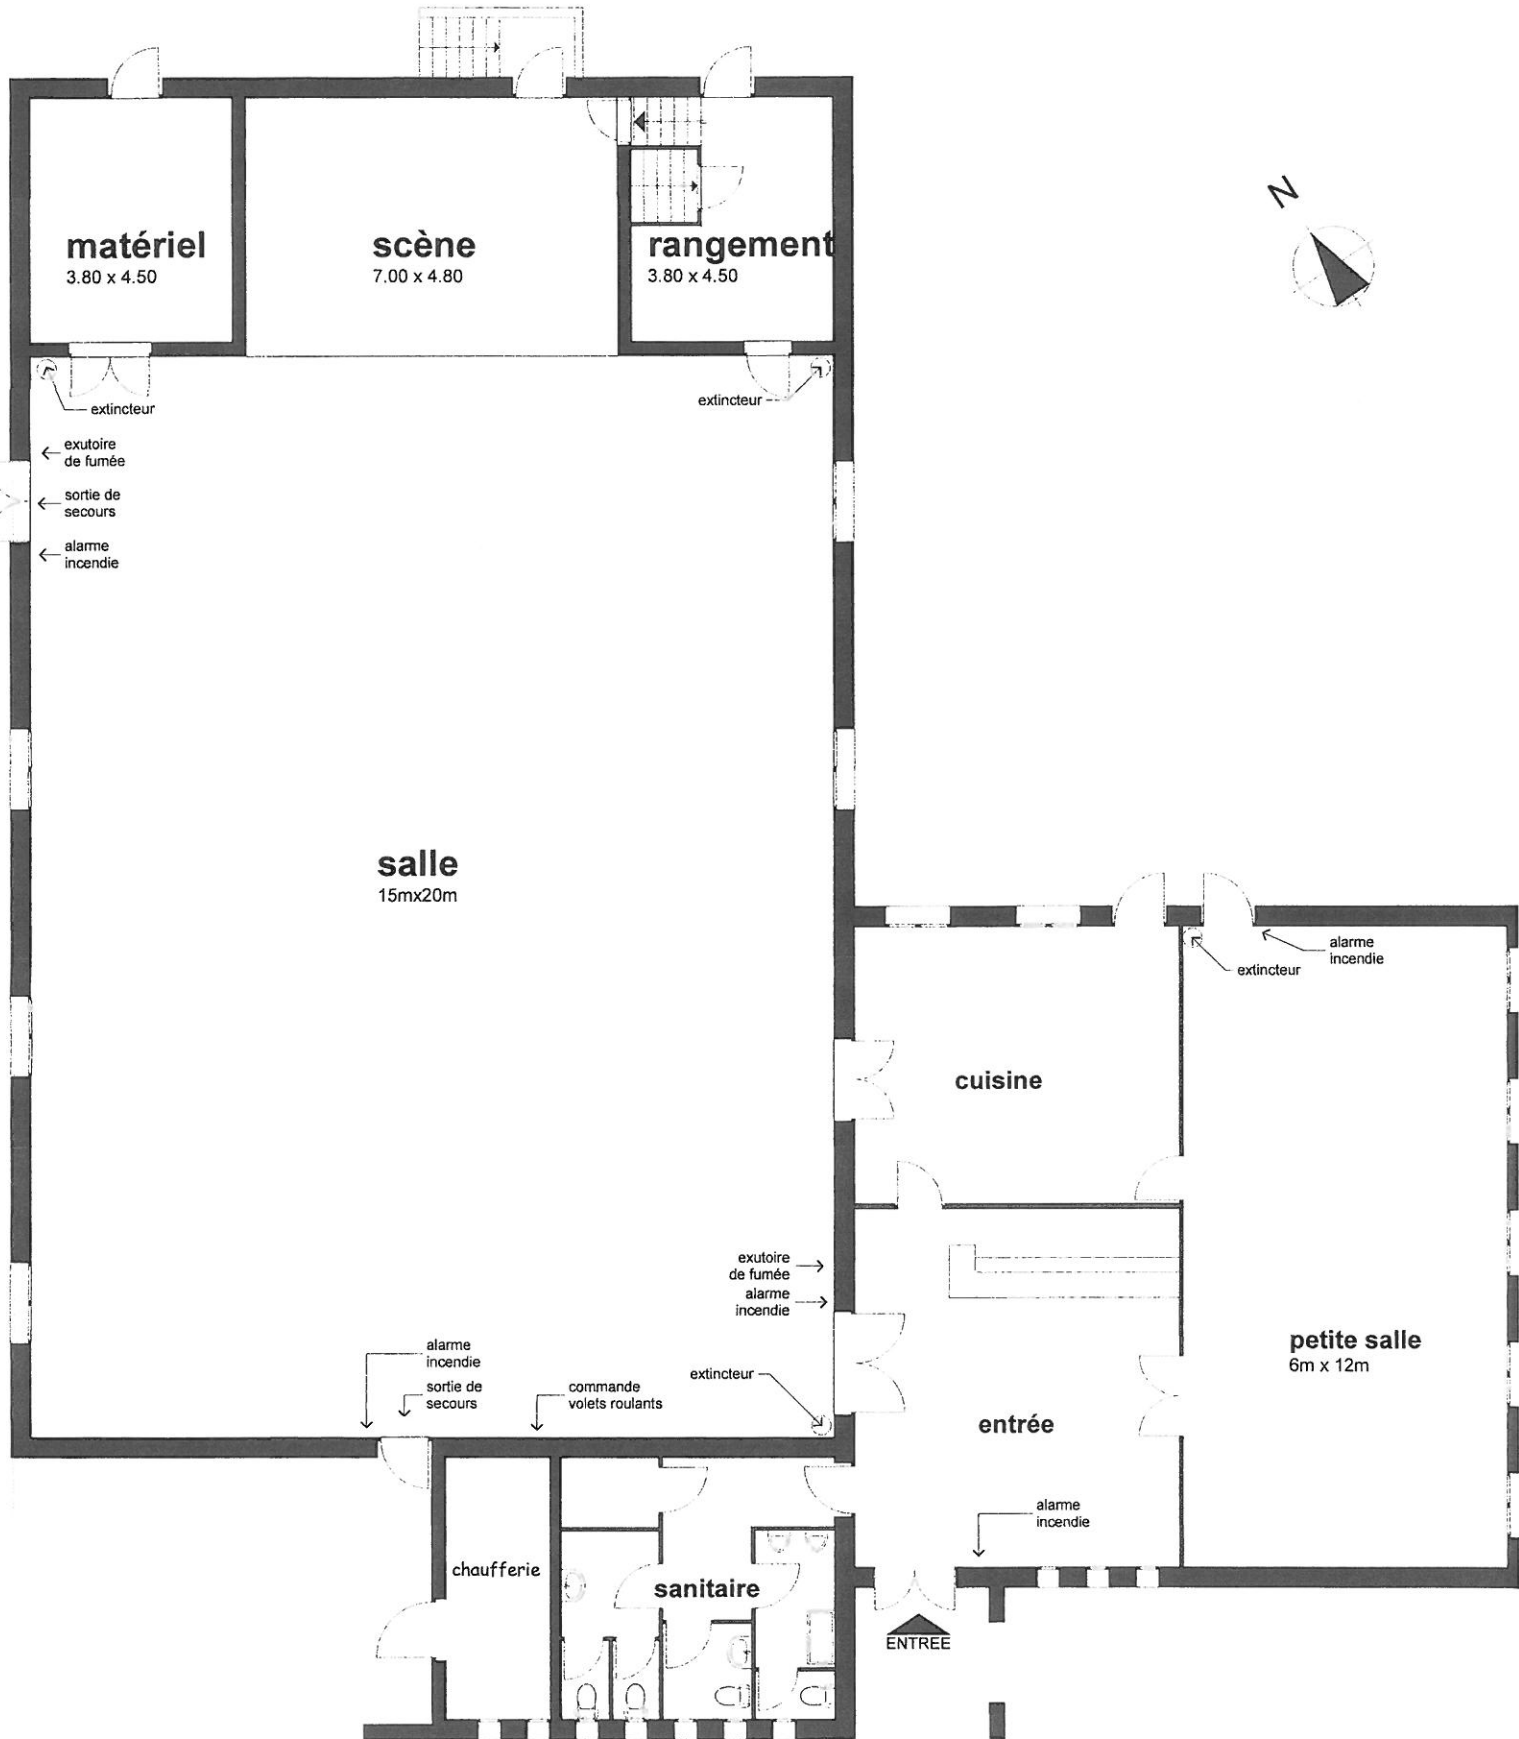 N
matériel
3.80 x 4.50
scène
7.00 x 4.80
rangement
3.80 x 4.50
extincteur
extincteur
exutoire
de fumée
sortie de
secours
alarme
incendie
salle
15mx20m
alarme
incendie
extincteur
cuisine
exutoire
de fumée
alarme
incendie
petite salle
6m x 12m
alarme
incendie
sortie de
secours
commande
volets roulants
extincteur
entrée
alarme
incendie
chaufferie
sanitaire
ENTREE